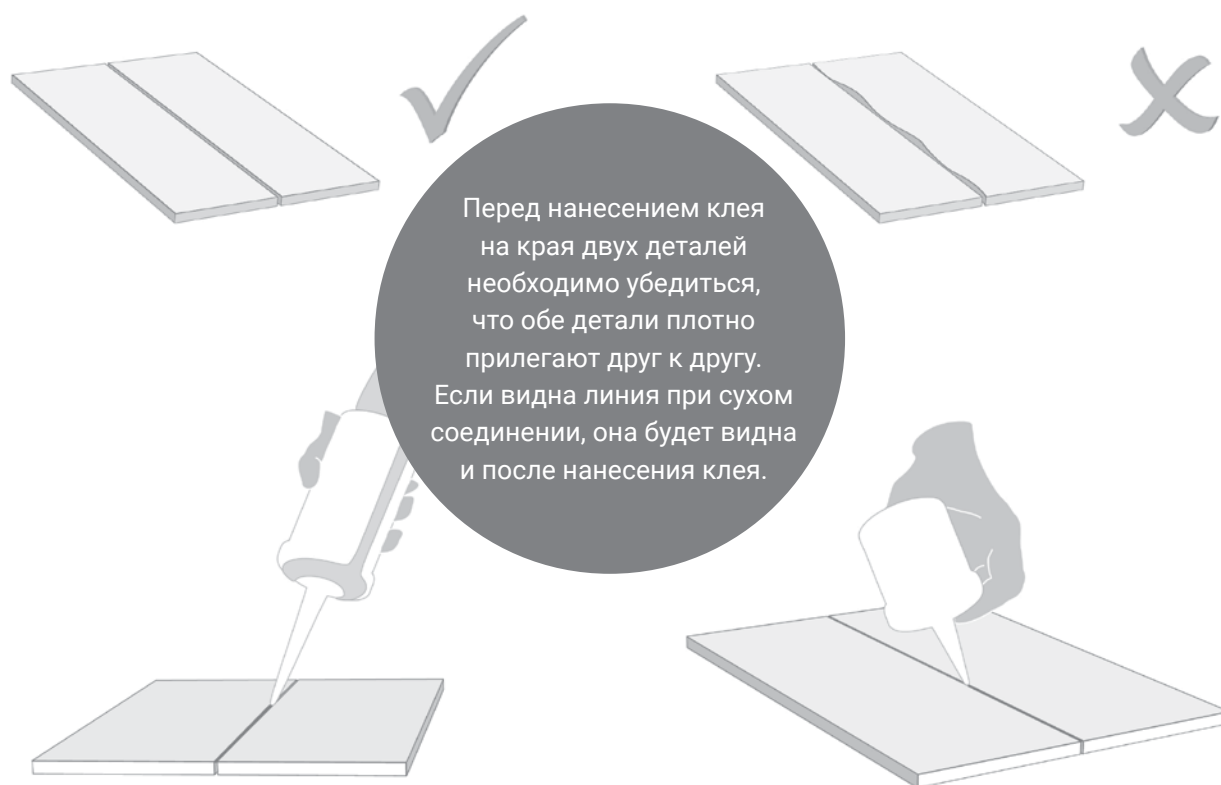 Перед нанесением клея
на края двух деталей
необходимо убедиться,
что обе детали плотно
прилегают друг к другу.
Если видна линия при сухом
соединении, она будет видна
и после нанесения клея.